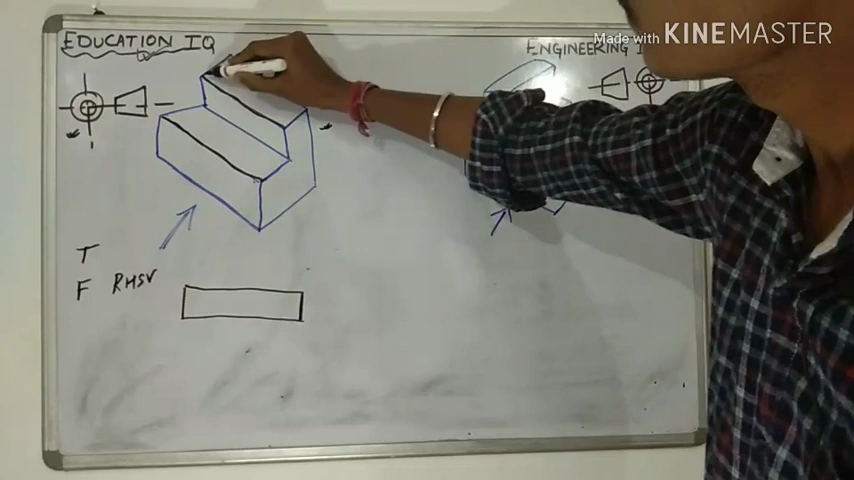 EDUCATION IQ
ENGINEERING
Made with KINEMASTER
T
F RHSV